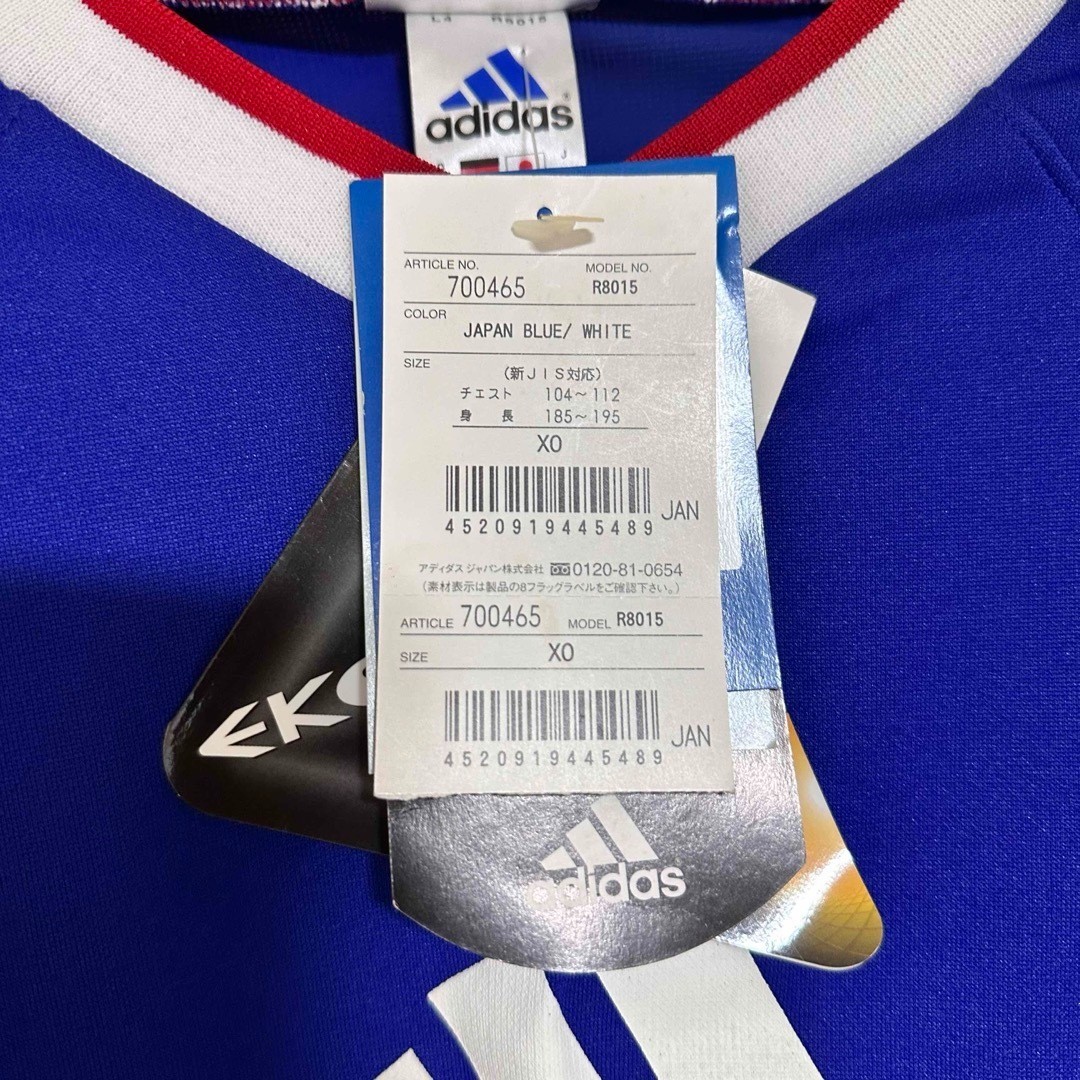 L4 R8015
adidas
J
ARTICLE NO. MODEL NO.
700465 R8015
COLOR
JAPAN BLUE/ WHITE
SIZE
(新JIS対応)
チェスト 104~112
身長 185~195
XO
4520919445489 JAN
アディダス ジャパン株式会社 0120-81-0654
(素材表示は製品の8フラッグラベルをご確認下さい。)
ARTICLE 700465 MODEL R8015
SIZE XO
4520919445489 JAN
EK
adidas